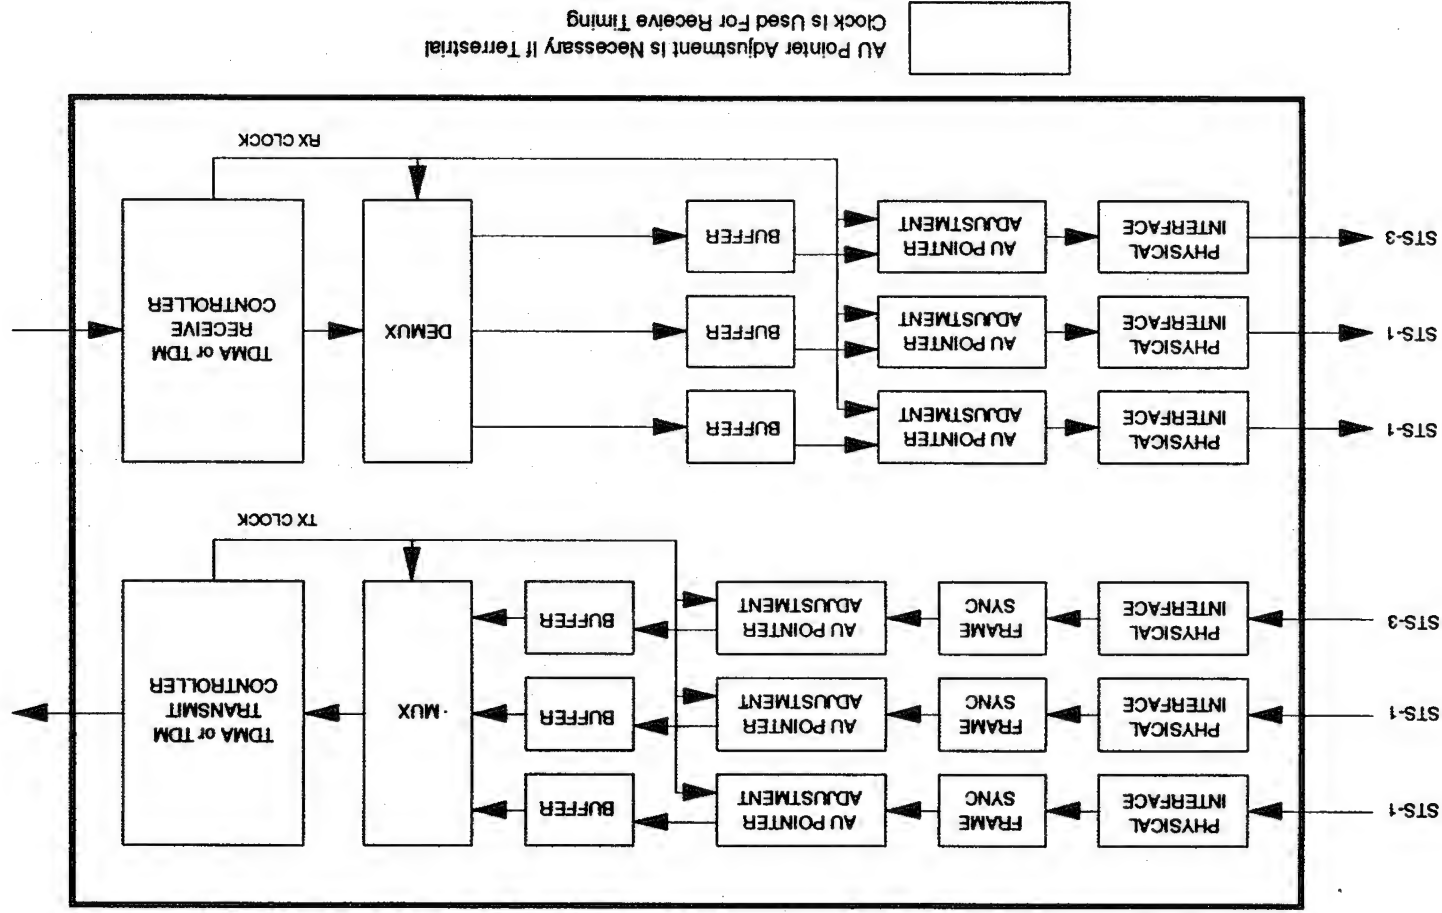 STS-1
PHYSICAL
INTERFACE
FRAME
SYNC
AU POINTER
ADJUSTMENT
BUFFER
STS-1
PHYSICAL
INTERFACE
FRAME
SYNC
AU POINTER
ADJUSTMENT
BUFFER
MUX
TDMA or TDM
TRANSMIT
CONTROLLER
STS-3
PHYSICAL
INTERFACE
FRAME
SYNC
AU POINTER
ADJUSTMENT
BUFFER
TX CLOCK
STS-1
PHYSICAL
INTERFACE
AU POINTER
ADJUSTMENT
BUFFER
STS-1
PHYSICAL
INTERFACE
AU POINTER
ADJUSTMENT
BUFFER
DEMUX
TDMA or TDM
RECEIVE
CONTROLLER
STS-3
PHYSICAL
INTERFACE
AU POINTER
ADJUSTMENT
BUFFER
RX CLOCK
AU Pointer Adjustment Is Necessary If Terrestrial
Clock Is Used For Receive Timing